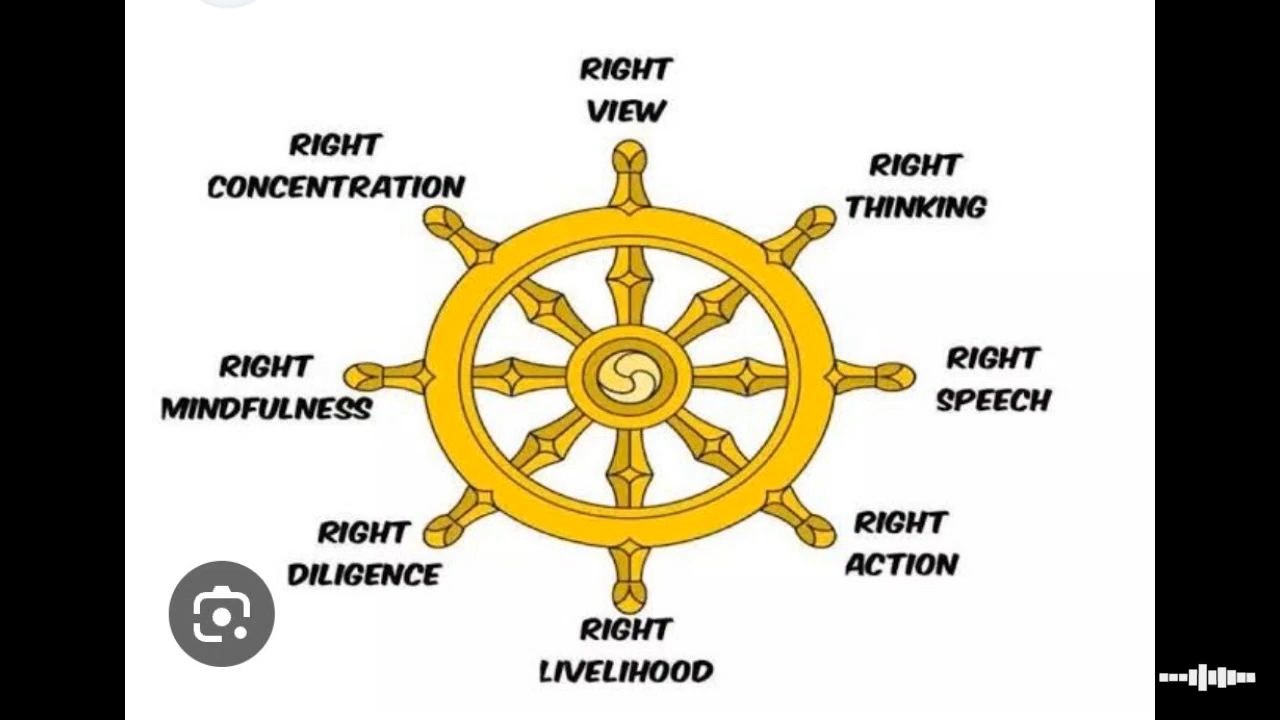 RIGHT
VIEW
RIGHT
THINKING
RIGHT
SPEECH
RIGHT
ACTION
RIGHT
LIVELIHOOD
RIGHT
DILIGENCE
RIGHT
MINDFULNESS
RIGHT
CONCENTRATION